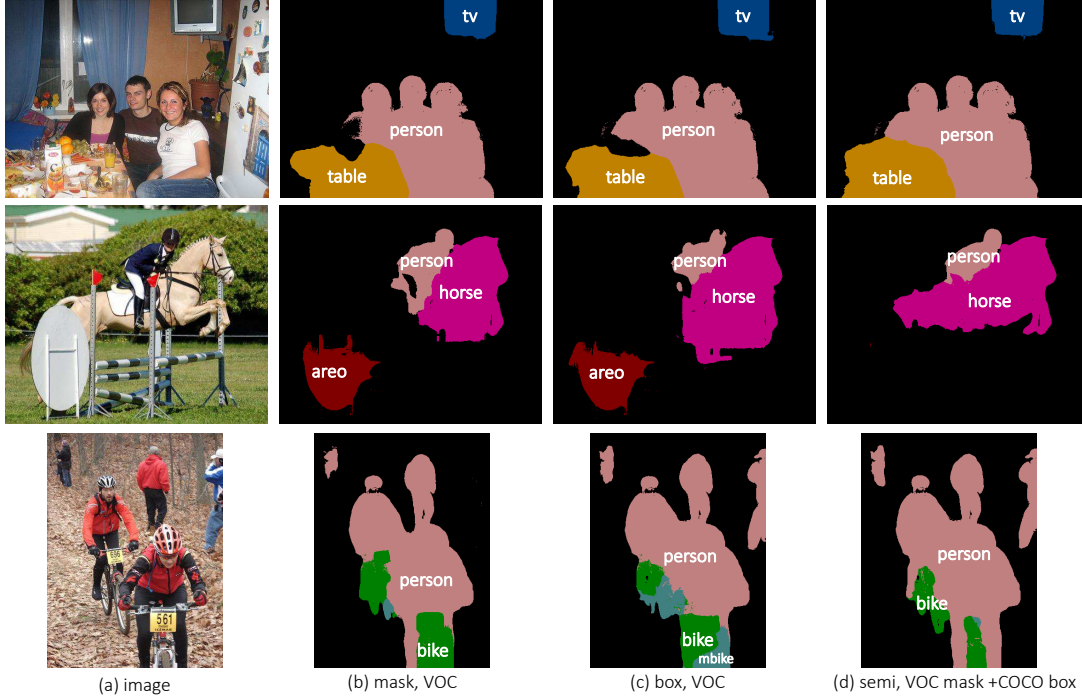 tv
tv
tv
person
person
person
table
table
table
person
person
person
horse
horse
horse
areo
areo
person
person
person
bike
bike
bike
mbike
561
(a) image
(b) mask, VOC
(c) box, VOC
(d) semi, VOC mask +COCO box